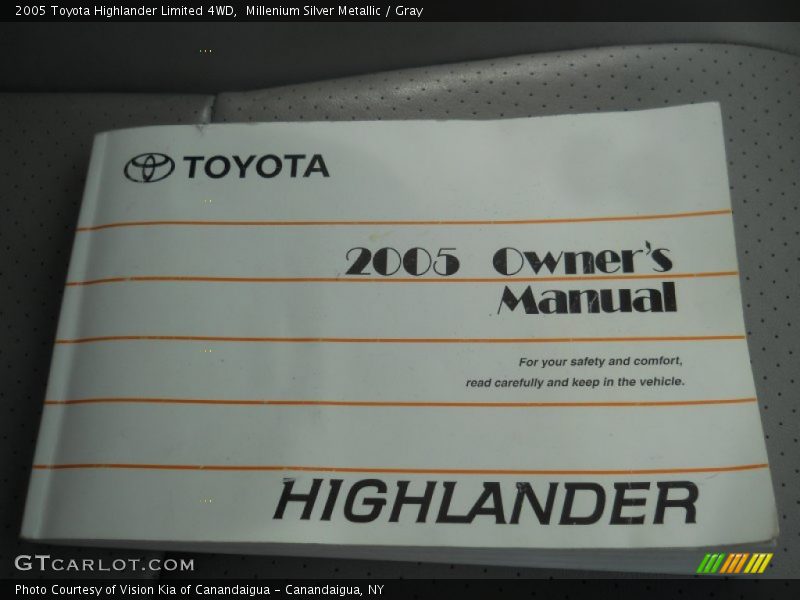 2005 Toyota Highlander Limited 4WD,  Millenium Silver Metallic / Gray
TOYOTA
2005 Owner's
Manual
For your safety and comfort,
read carefully and keep in the vehicle.
HIGHLANDER
GTCARLOT.COM
Photo Courtesy of Vision Kia of Canandaigua - Canandaigua, NY